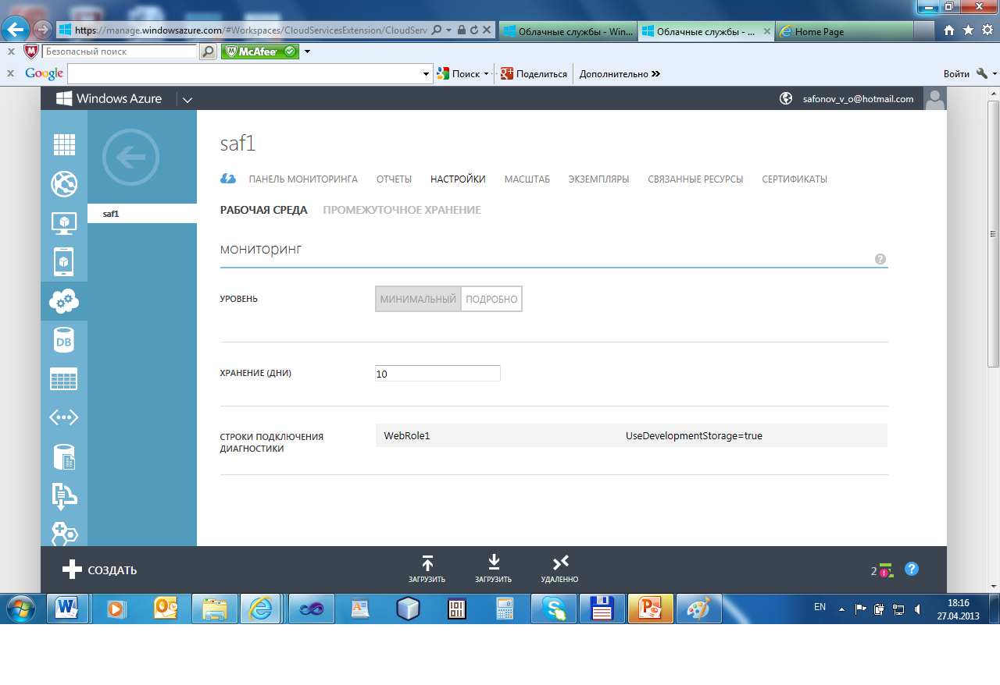 https://manage.windowsazure.com/#Workspaces/CloudServicesExtension/CloudServ
Облачные службы - Win...
Облачные службы - ...
Home Page
Безопасный поиск
McAfee
Google
Поиск
Поделиться
Дополнительно
Войти
Windows Azure
safonov_v_o@hotmail.com
saf1
saf1
ПАНЕЛЬ МОНИТОРИНГА ОТЧЕТЫ НАСТРОЙКИ МАСШТАБ ЭКЗЕМПЛЯРЫ СВЯЗАННЫЕ РЕСУРСЫ СЕРТИФИКАТЫ
РАБОЧАЯ СРЕДА ПРОМЕЖУТОЧНОЕ ХРАНЕНИЕ
мониторинг
?
УРОВЕНЬ
МИНИМАЛЬНЫЙ ПОДРОБНО
DB
ХРАНЕНИЕ (ДНИ)
10
СТРОКИ ПОДКЛЮЧЕНИЯ
ДИАГНОСТИКИ
WebRole1 UseDevelopmentStorage=true
СОЗДАТЬ
ЗАГРУЗИТЬ
ЗАГРУЗИТЬ
УДАЛЕННО
2
?
EN
18:16
27.04.2013